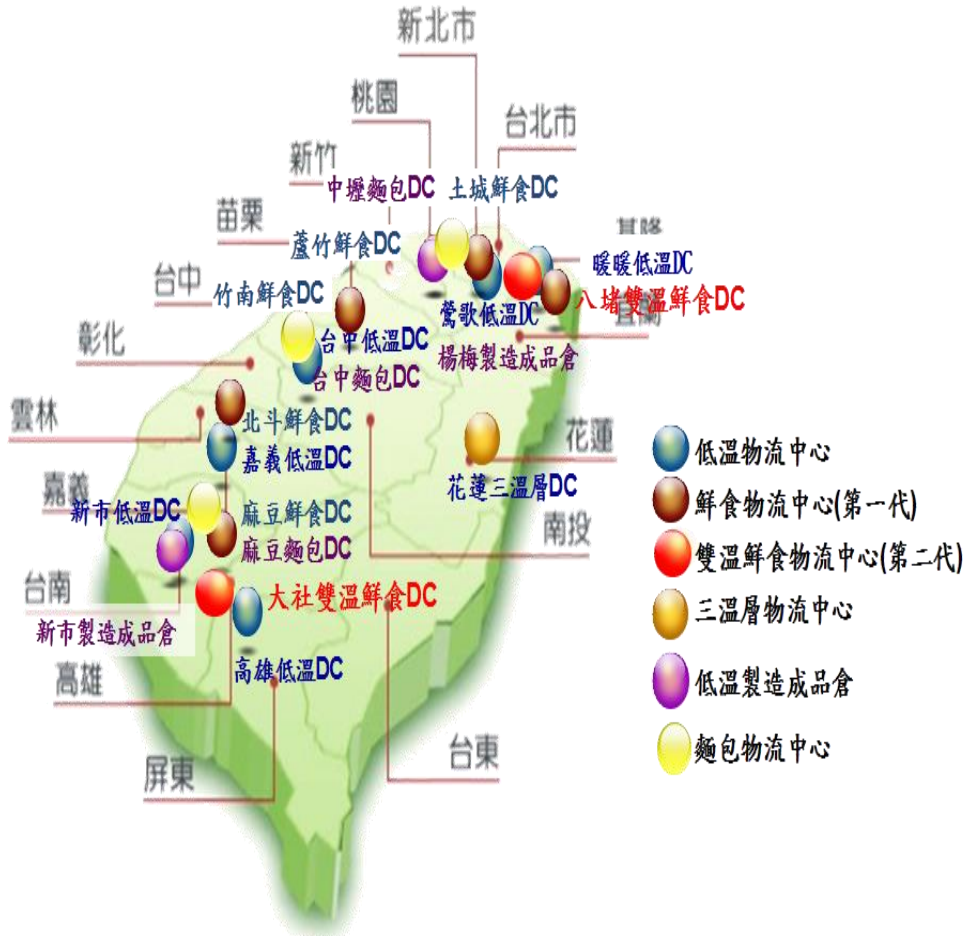 新北市
桃園
台北市
新竹
中壢麵包DC
土城鮮食DC
苗栗
蘆竹鮮食DC
基隆
暖暖低溫DC
台中
竹南鮮食DC
八堵雙溫鮮食DC
鶯歌低溫DC
宜蘭
台中低溫DC
楊梅製造成品倉
彰化
台中麵包DC
雲林
北斗鮮食DC
花蓮
嘉義低溫DC
低溫物流中心
嘉義
花蓮三溫層DC
新市低溫DC
麻豆鮮食DC
鮮食物流中心(第一代)
南投
麻豆麵包DC
雙溫鮮食物流中心(第二代)
台南
大社雙溫鮮食DC
三溫層物流中心
新市製造成品倉
高雄
高雄低溫DC
低溫製造成品倉
台東
屏東
麵包物流中心